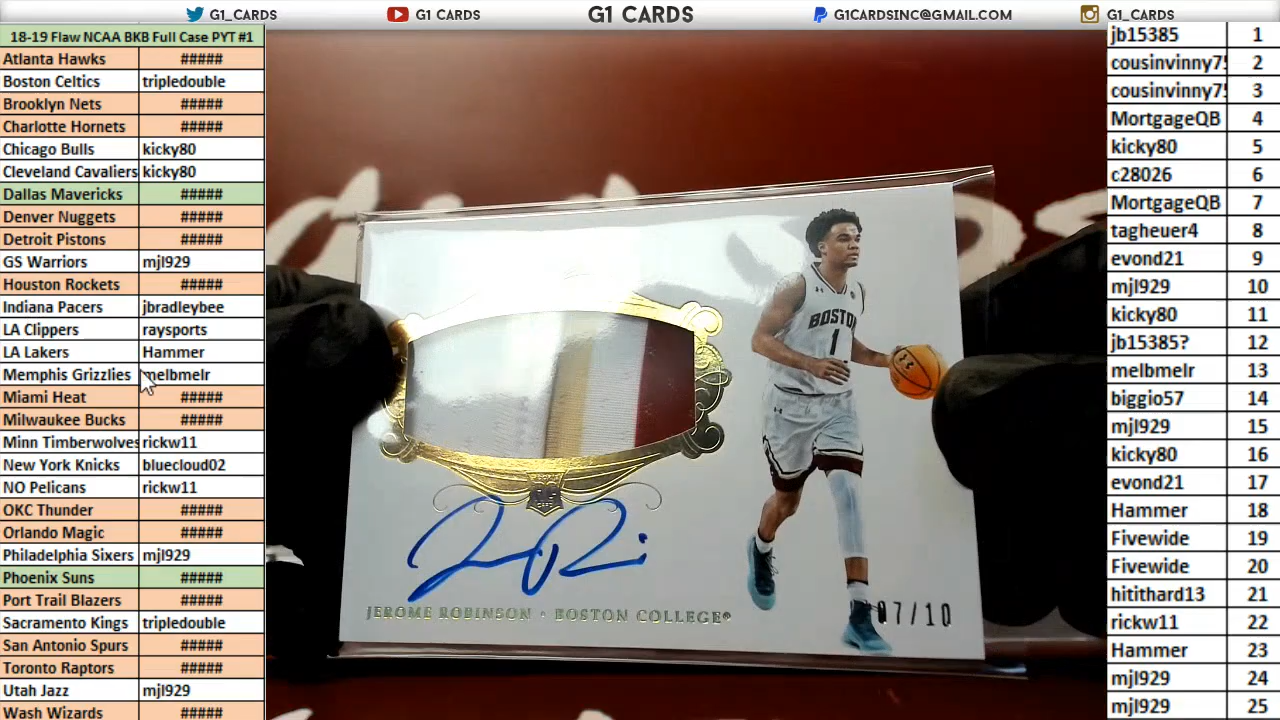 G1_CARDS
G1 CARDS
G1 CARDS
G1CARDSINC@GMAIL.COM
G1_CARDS
18-19 Flaw NCAA BKB Full Case PYT #1
Atlanta Hawks #####
Boston Celtics tripledouble
Brooklyn Nets #####
Charlotte Hornets #####
Chicago Bulls kicky80
Cleveland Cavaliers kicky80
Dallas Mavericks #####
Denver Nuggets #####
Detroit Pistons #####
GS Warriors mjl929
Houston Rockets #####
Indiana Pacers jbradleybee
LA Clippers raysports
LA Lakers Hammer
Memphis Grizzlies melbmelr
Miami Heat #####
Milwaukee Bucks #####
Minn Timberwolves rickw11
New York Knicks bluecloud02
NO Pelicans rickw11
OKC Thunder #####
Orlando Magic #####
Philadelphia Sixers mjl929
Phoenix Suns #####
Port Trail Blazers #####
Sacramento Kings tripledouble
San Antonio Spurs #####
Toronto Raptors #####
Utah Jazz mjl929
Wash Wizards #####
BOSTON
1
JEROME ROBINSON · BOSTON COLLEGE®
07/10
jb15385 1
cousinvinny75 2
cousinvinny75 3
MortgageQB 4
kicky80 5
c28026 6
MortgageQB 7
tagheuer4 8
evond21 9
mjl929 10
kicky80 11
jb15385? 12
melbmelr 13
biggio57 14
mjl929 15
kicky80 16
evond21 17
Hammer 18
Fivewide 19
Fivewide 20
hitithard13 21
rickw11 22
Hammer 23
mjl929 24
mjl929 25